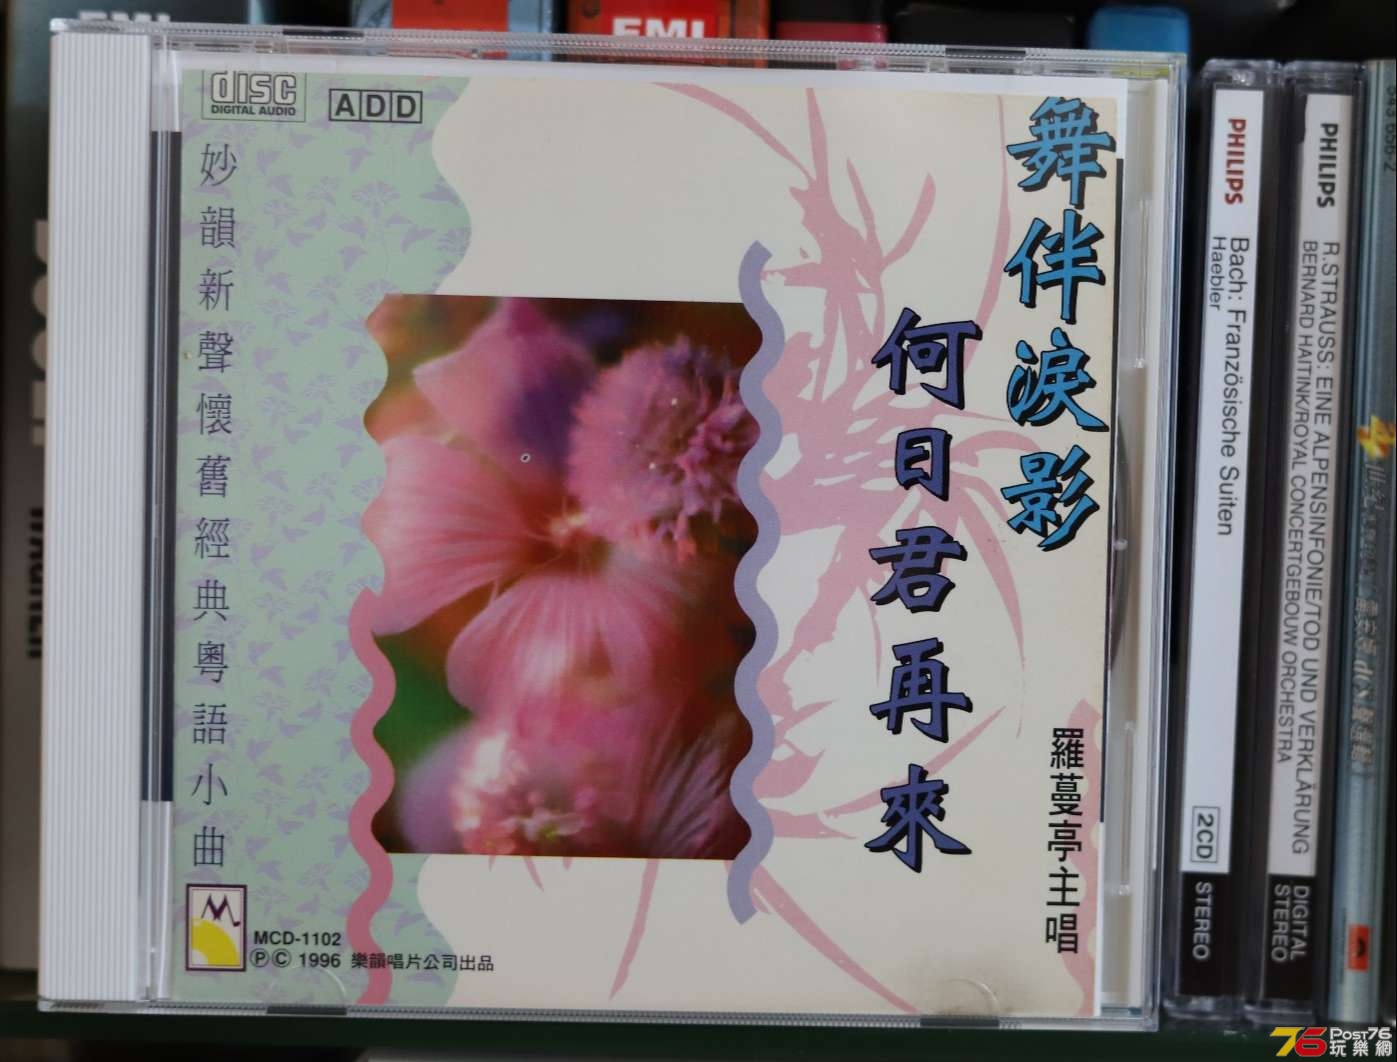 EMI
disc
DIGITAL AUDIO
ADD
舞伴淚影
何日君再來
羅蔓亭主唱
妙韻新聲懷舊經典粵語小曲
MCD-1102
ⓅⒸ 1996 樂韻唱片公司出品
PHILIPS
Bach: Französische Suiten
Haebler
2CD
STEREO
PHILIPS
R.STRAUSS: EINE ALPENSINFONIE/TOD UND VERKLÄRUNG
BERNARD HAITINK/ROYAL CONCERTGEBOUW ORCHESTRA
DIGITAL
STEREO
76 Post76
玩樂網